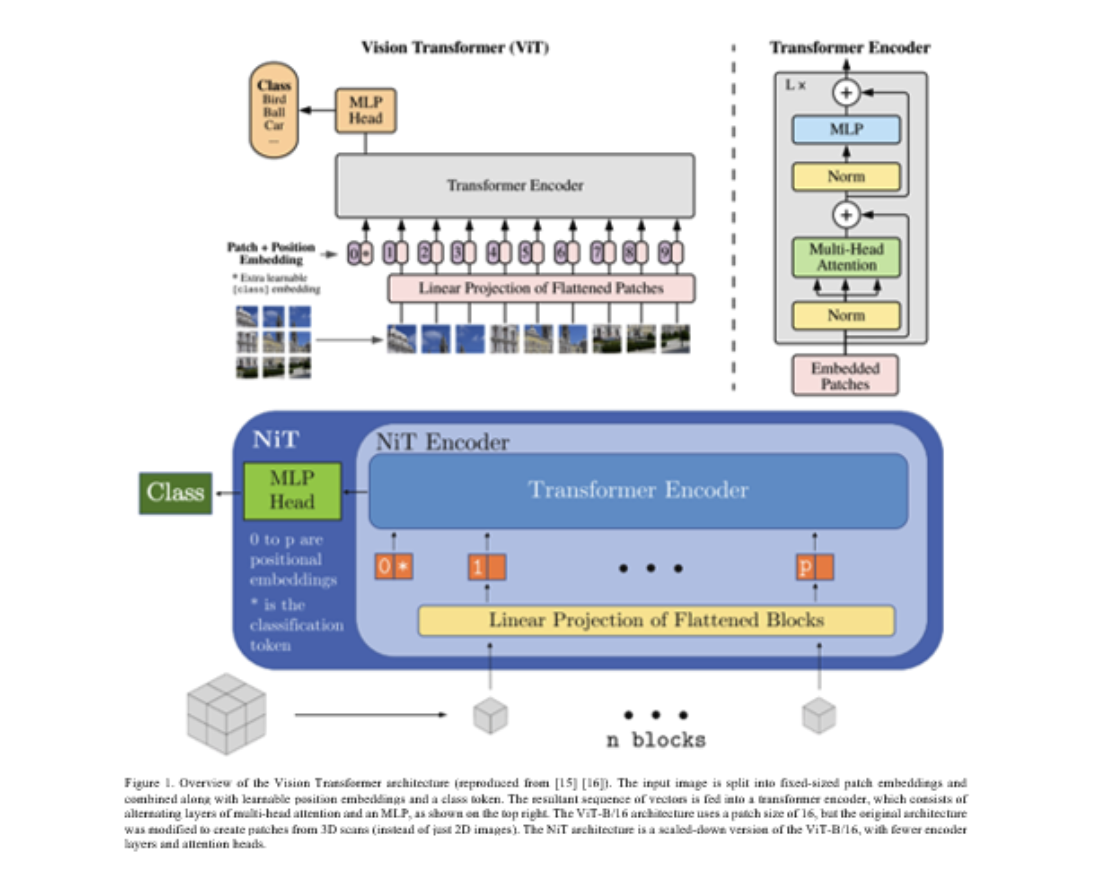 Vision Transformer (ViT)
Class
Bird
Ball
Car
...
MLP
Head
Transformer Encoder
Patch + Position
Embedding
* Extra learnable
[class] embedding
0 * 1 2 3 4 5 6 7 8 9
Linear Projection of Flattened Patches
Transformer Encoder
L ×
+
MLP
Norm
+
Multi-Head
Attention
Norm
Embedded
Patches
NiT
NiT Encoder
Class
MLP
Head
Transformer Encoder
0 to p are
positional
embeddings
* is the
classification
token
0 * 1 • • • p
Linear Projection of Flattened Blocks
• • •
n blocks
Figure 1. Overview of the Vision Transformer architecture (reproduced from [15] [16]). The input image is split into fixed-sized patch embeddings and
combined along with learnable position embeddings and a class token. The resultant sequence of vectors is fed into a transformer encoder, which consists of
alternating layers of multi-head attention and an MLP, as shown on the top right. The ViT-B/16 architecture uses a patch size of 16, but the original architecture
was modified to create patches from 3D scans (instead of just 2D images). The NiT architecture is a scaled-down version of the ViT-B/16, with fewer encoder
layers and attention heads.